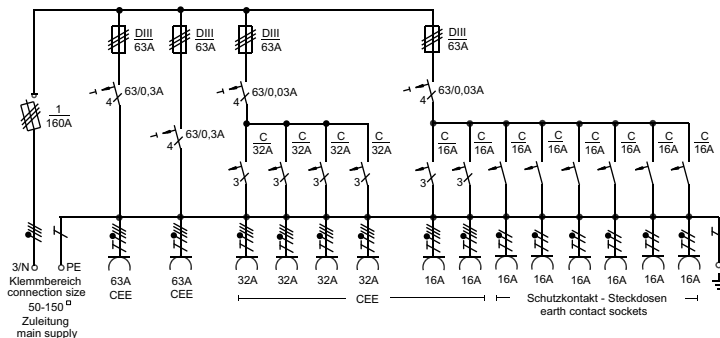 DIII
63A
DIII
63A
DIII
63A
DIII
63A
63/0,3A
4
63/0,03A
4
63/0,03A
4
1
160A
63/0,3A
4
C
32A
C
32A
C
32A
C
32A
C
16A
C
16A
C
16A
C
16A
C
16A
C
16A
C
16A
C
16A
3
3
3
3
3
3
3/N
PE
Klemmbereich
connection size
50-150□
Zuleitung
main supply
63A
CEE
63A
CEE
32A
32A
32A
32A
16A
16A
16A
16A
16A
16A
16A
16A
CEE
Schutzkontakt - Steckdosen
earth contact sockets